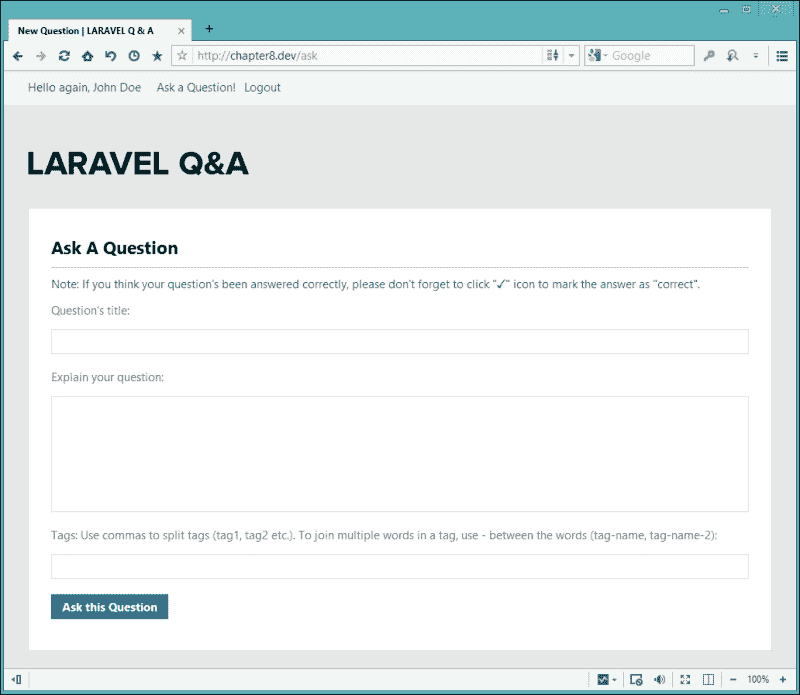 New Question | LARAVEL Q & A
http://chapter8.dev/ask
Google
Hello again, John Doe Ask a Question! Logout
LARAVEL Q&A
Ask A Question
Note: If you think your question's been answered correctly, please don't forget to click "✓" icon to mark the answer as "correct".
Question's title:
Explain your question:
Tags: Use commas to split tags (tag1, tag2 etc.). To join multiple words in a tag, use - between the words (tag-name, tag-name-2):
Ask this Question
100%